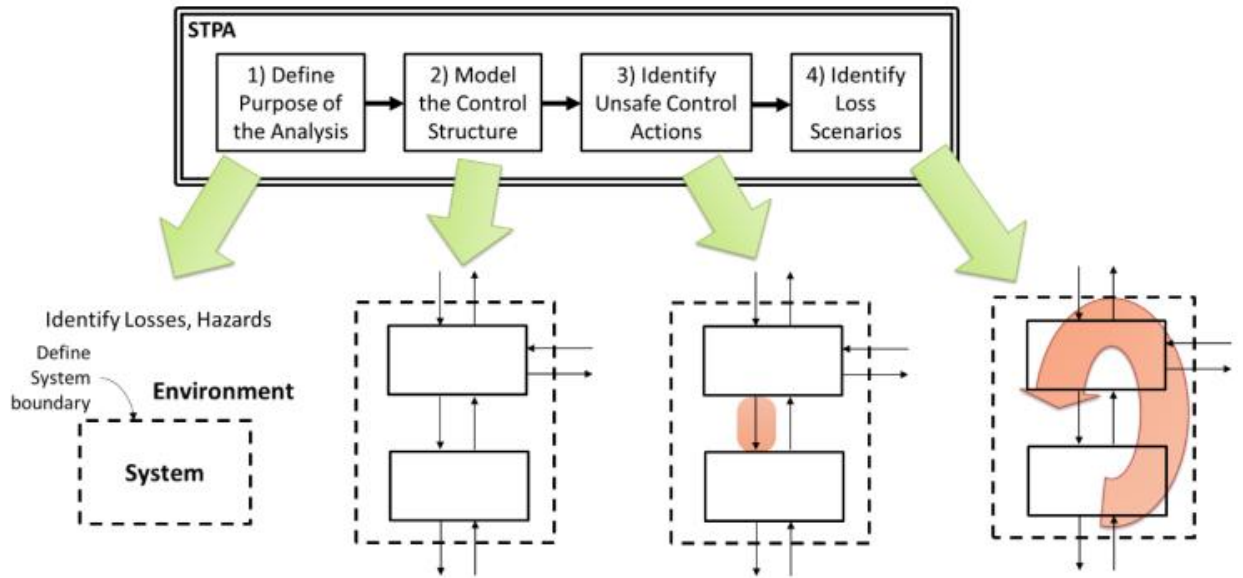 STPA
1) Define
Purpose of
the Analysis
2) Model
the Control
Structure
3) Identify
Unsafe Control
Actions
4) Identify
Loss
Scenarios
Identify Losses, Hazards
Define
System
boundary
Environment
System